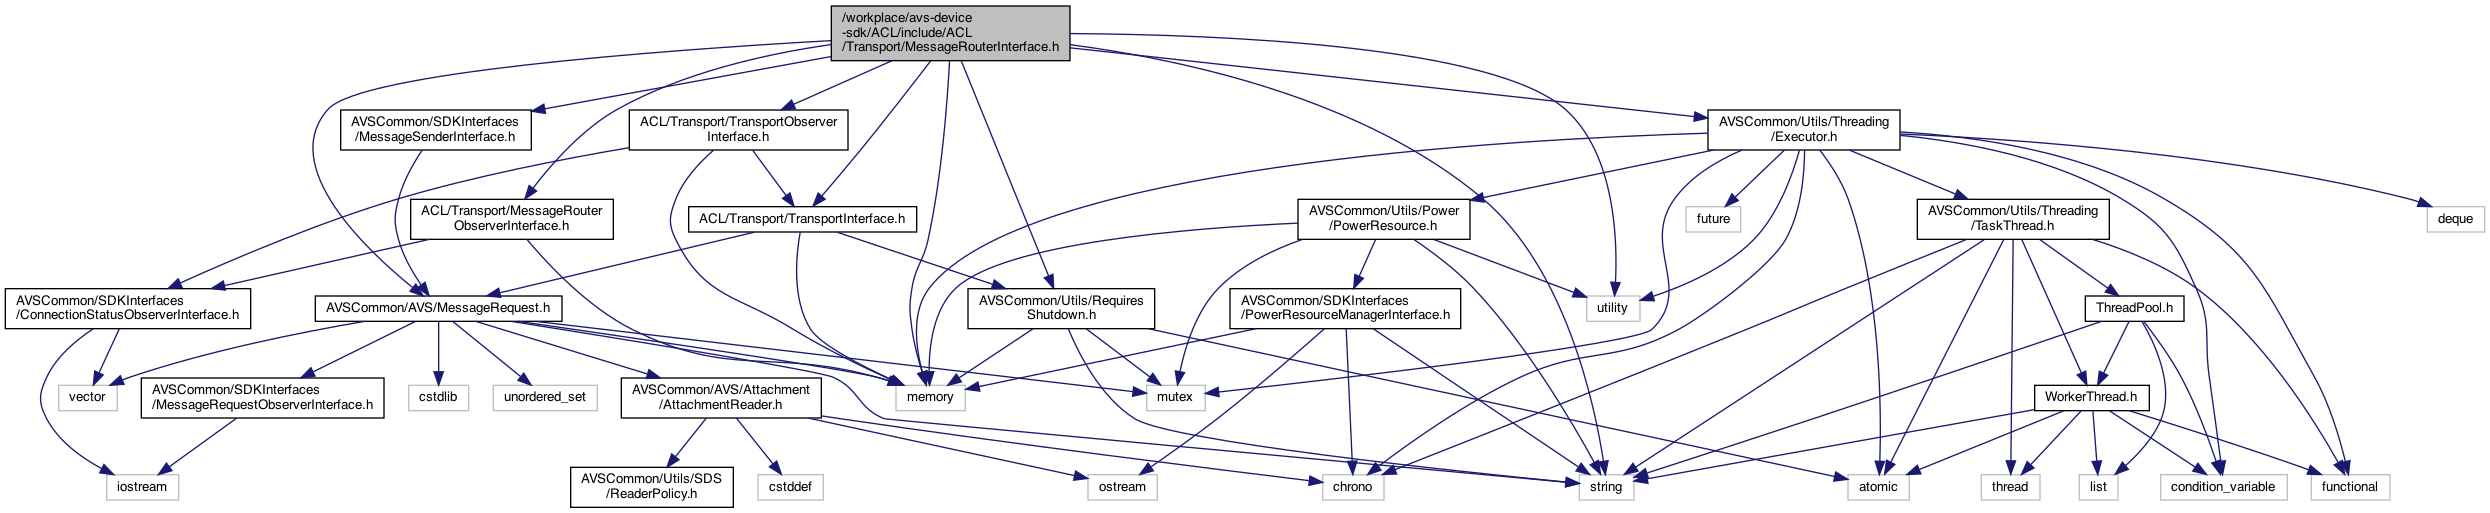 /workplace/avs-device
-sdk/ACL/include/ACL
/Transport/MessageRouterInterface.h
AVSCommon/SDKInterfaces
/MessageSenderInterface.h
ACL/Transport/TransportObserver
Interface.h
AVSCommon/Utils/Threading
/Executor.h
ACL/Transport/MessageRouter
ObserverInterface.h
ACL/Transport/TransportInterface.h
AVSCommon/Utils/Power
/PowerResource.h
future
AVSCommon/Utils/Threading
/TaskThread.h
deque
AVSCommon/SDKInterfaces
/ConnectionStatusObserverInterface.h
AVSCommon/AVS/MessageRequest.h
AVSCommon/Utils/Requires
Shutdown.h
AVSCommon/SDKInterfaces
/PowerResourceManagerInterface.h
utility
ThreadPool.h
vector
AVSCommon/SDKInterfaces
/MessageRequestObserverInterface.h
cstdlib
unordered_set
AVSCommon/AVS/Attachment
/AttachmentReader.h
memory
mutex
WorkerThread.h
iostream
AVSCommon/Utils/SDS
/ReaderPolicy.h
cstddef
ostream
chrono
string
atomic
thread
list
condition_variable
functional